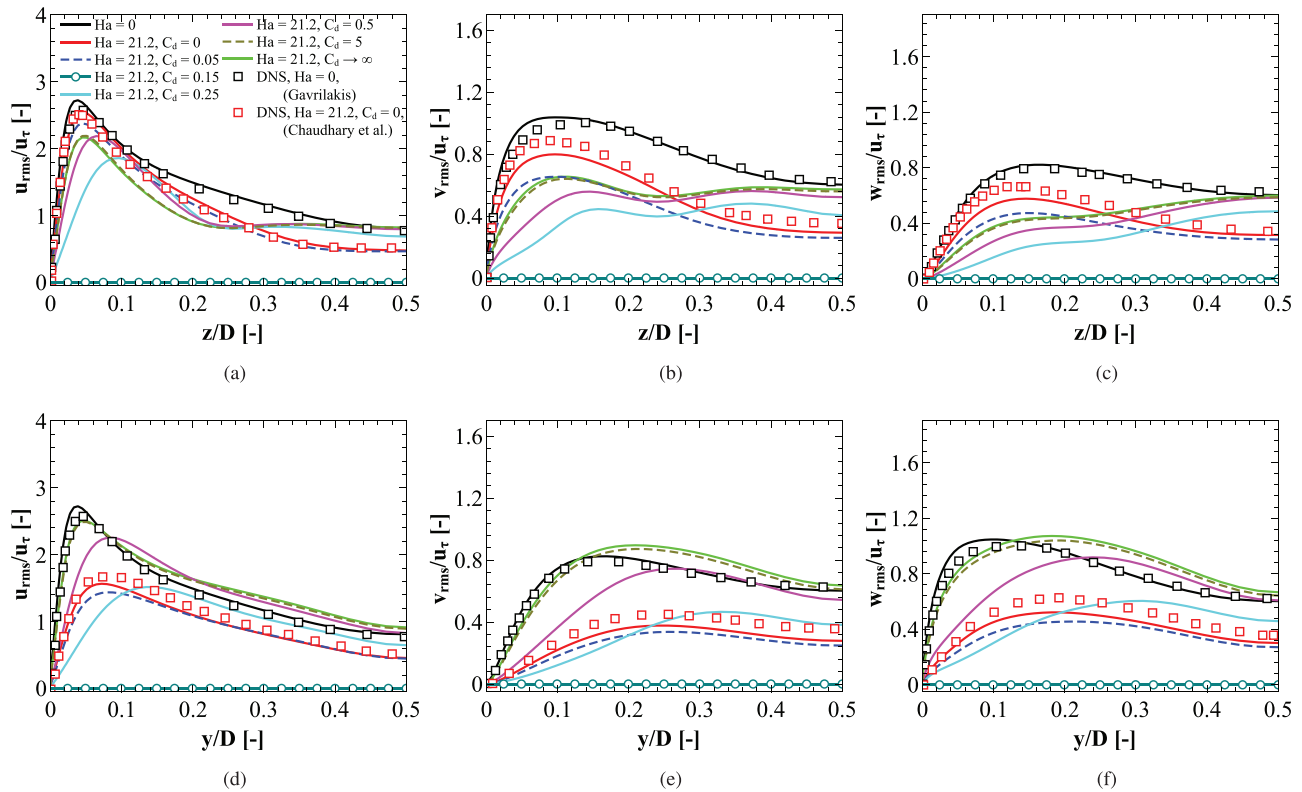 4
3
2
1
0
u_rms/u_τ [-]
Ha = 0
Ha = 21.2, C_d = 0
Ha = 21.2, C_d = 0.05
Ha = 21.2, C_d = 0.15
Ha = 21.2, C_d = 0.25
Ha = 21.2, C_d = 0.5
Ha = 21.2, C_d = 5
Ha = 21.2, C_d → ∞
DNS, Ha = 0,
(Gavrilakis)
DNS, Ha = 21.2, C_d = 0,
(Chaudhary et al.)
0 0.1 0.2 0.3 0.4 0.5
z/D [-]
(a)
1.6
1.2
0.8
0.4
0
v_rms/u_τ [-]
0 0.1 0.2 0.3 0.4 0.5
z/D [-]
(b)
1.6
1.2
0.8
0.4
0
w_rms/u_τ [-]
0 0.1 0.2 0.3 0.4 0.5
z/D [-]
(c)
4
3
2
1
0
u_rms/u_τ [-]
0 0.1 0.2 0.3 0.4 0.5
y/D [-]
(d)
1.6
1.2
0.8
0.4
0
v_rms/u_τ [-]
0 0.1 0.2 0.3 0.4 0.5
y/D [-]
(e)
1.6
1.2
0.8
0.4
0
w_rms/u_τ [-]
0 0.1 0.2 0.3 0.4 0.5
y/D [-]
(f)